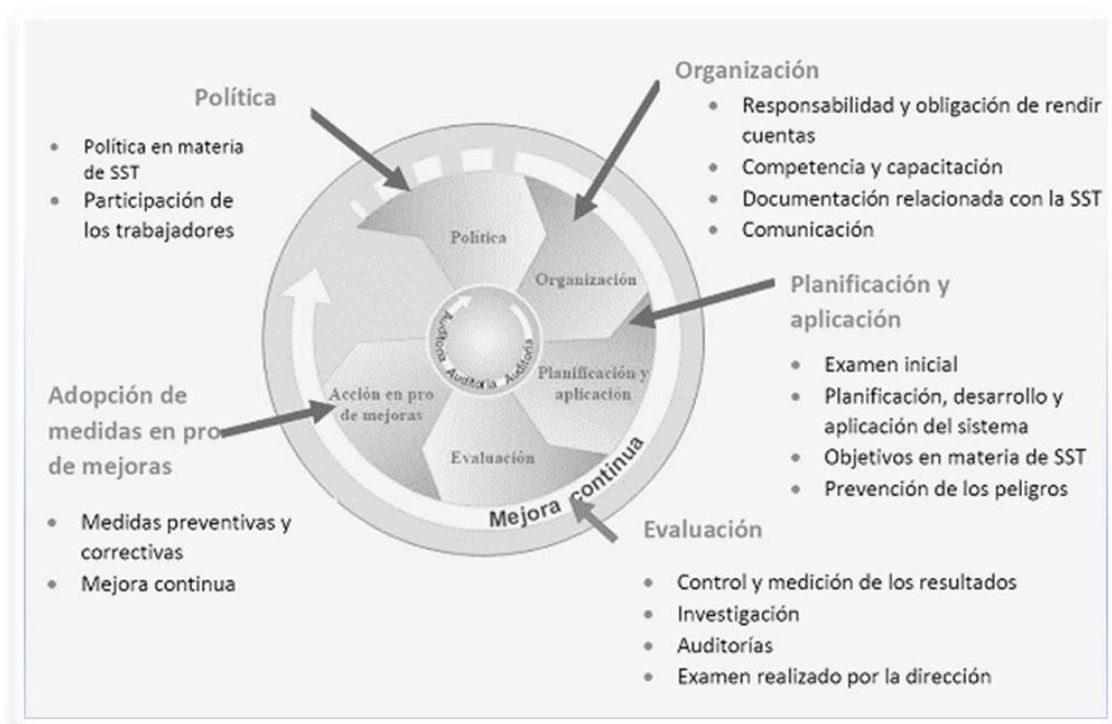 Política
Política en materia
de SST
Participación de
los trabajadores
Organización
Responsabilidad y obligación de rendir
cuentas
Competencia y capacitación
Documentación relacionada con la SST
Comunicación
Planificación y
aplicación
Examen inicial
Planificación, desarrollo y
aplicación del sistema
Objetivos en materia de SST
Prevención de los peligros
Evaluación
Control y medición de los resultados
Investigación
Auditorías
Examen realizado por la dirección
Adopción de
medidas en pro
de mejoras
Medidas preventivas y
correctivas
Mejora continua
Política
Organización
Planificación y
aplicación
Evaluación
Acción en pro
de mejoras
Auditoría Auditoría Auditoría
Mejora continua